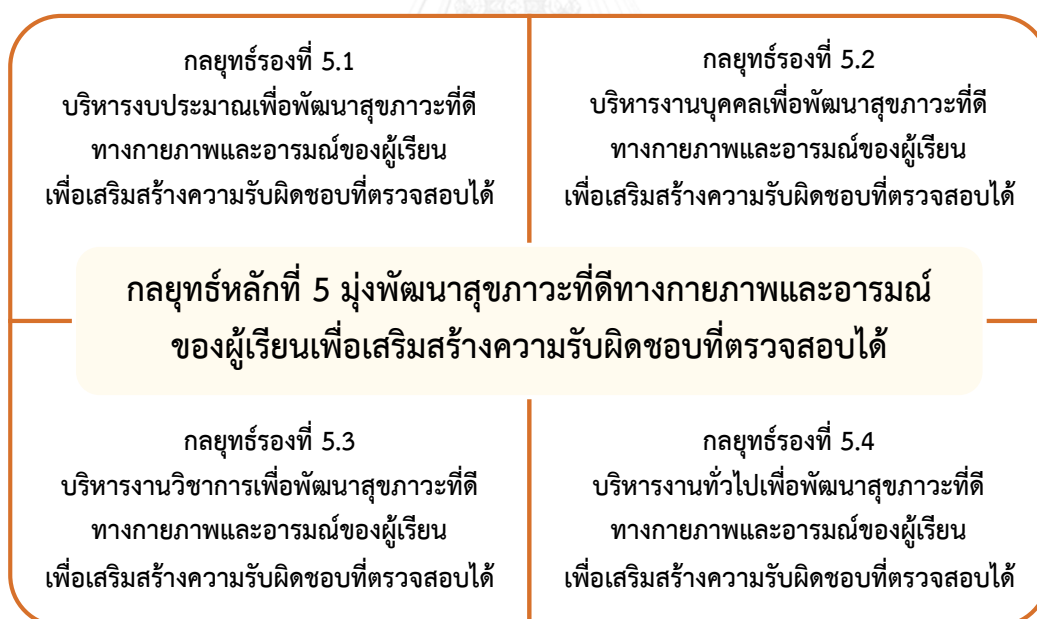 กลยุทธ์รองที่ 5.1
บริหารงบประมาณเพื่อพัฒนาสุขภาวะที่ดี
ทางกายภาพและอารมณ์ของผู้เรียน
เพื่อเสริมสร้างความรับผิดชอบที่ตรวจสอบได้
กลยุทธ์รองที่ 5.2
บริหารงานบุคคลเพื่อพัฒนาสุขภาวะที่ดี
ทางกายภาพและอารมณ์ของผู้เรียน
เพื่อเสริมสร้างความรับผิดชอบที่ตรวจสอบได้
กลยุทธ์หลักที่ 5 มุ่งพัฒนาสุขภาวะที่ดีทางกายภาพและอารมณ์
ของผู้เรียนเพื่อเสริมสร้างความรับผิดชอบที่ตรวจสอบได้
กลยุทธ์รองที่ 5.3
บริหารงานวิชาการเพื่อพัฒนาสุขภาวะที่ดี
ทางกายภาพและอารมณ์ของผู้เรียน
เพื่อเสริมสร้างความรับผิดชอบที่ตรวจสอบได้
กลยุทธ์รองที่ 5.4
บริหารงานทั่วไปเพื่อพัฒนาสุขภาวะที่ดี
ทางกายภาพและอารมณ์ของผู้เรียน
เพื่อเสริมสร้างความรับผิดชอบที่ตรวจสอบได้